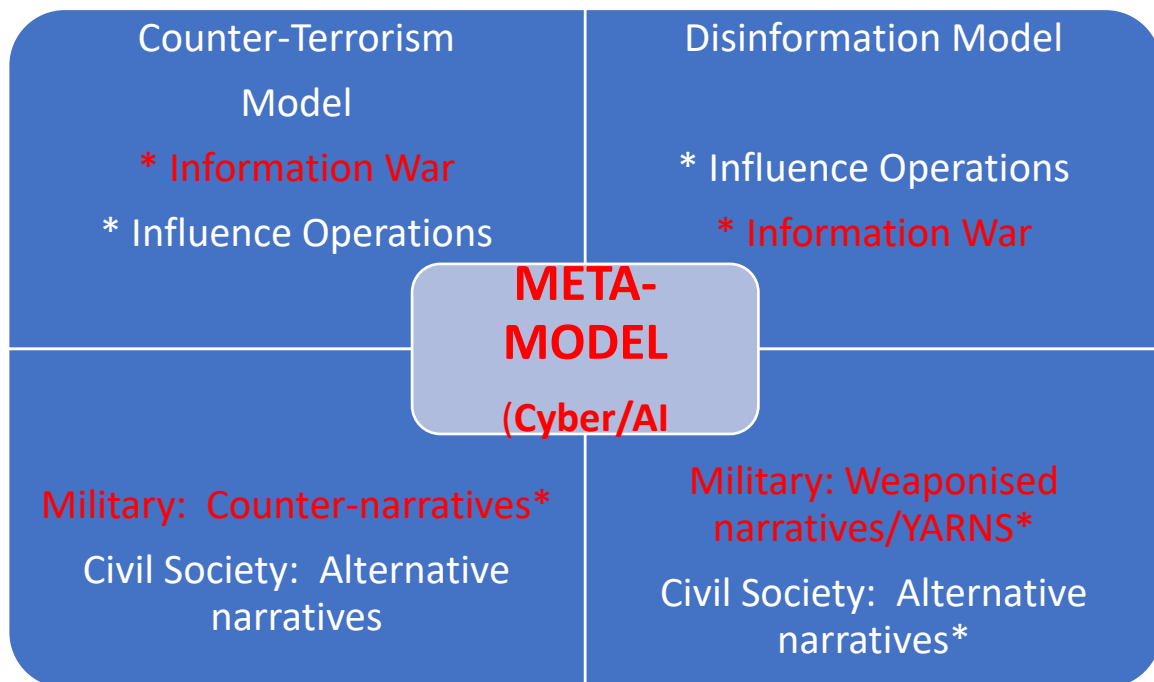 Counter-Terrorism
Model
* Information War
* Influence Operations
Disinformation Model
* Influence Operations
* Information War
META-
MODEL
(Cyber/AI
Military: Counter-narratives*
Civil Society: Alternative
narratives
Military: Weaponised
narratives/YARNS*
Civil Society: Alternative
narratives*